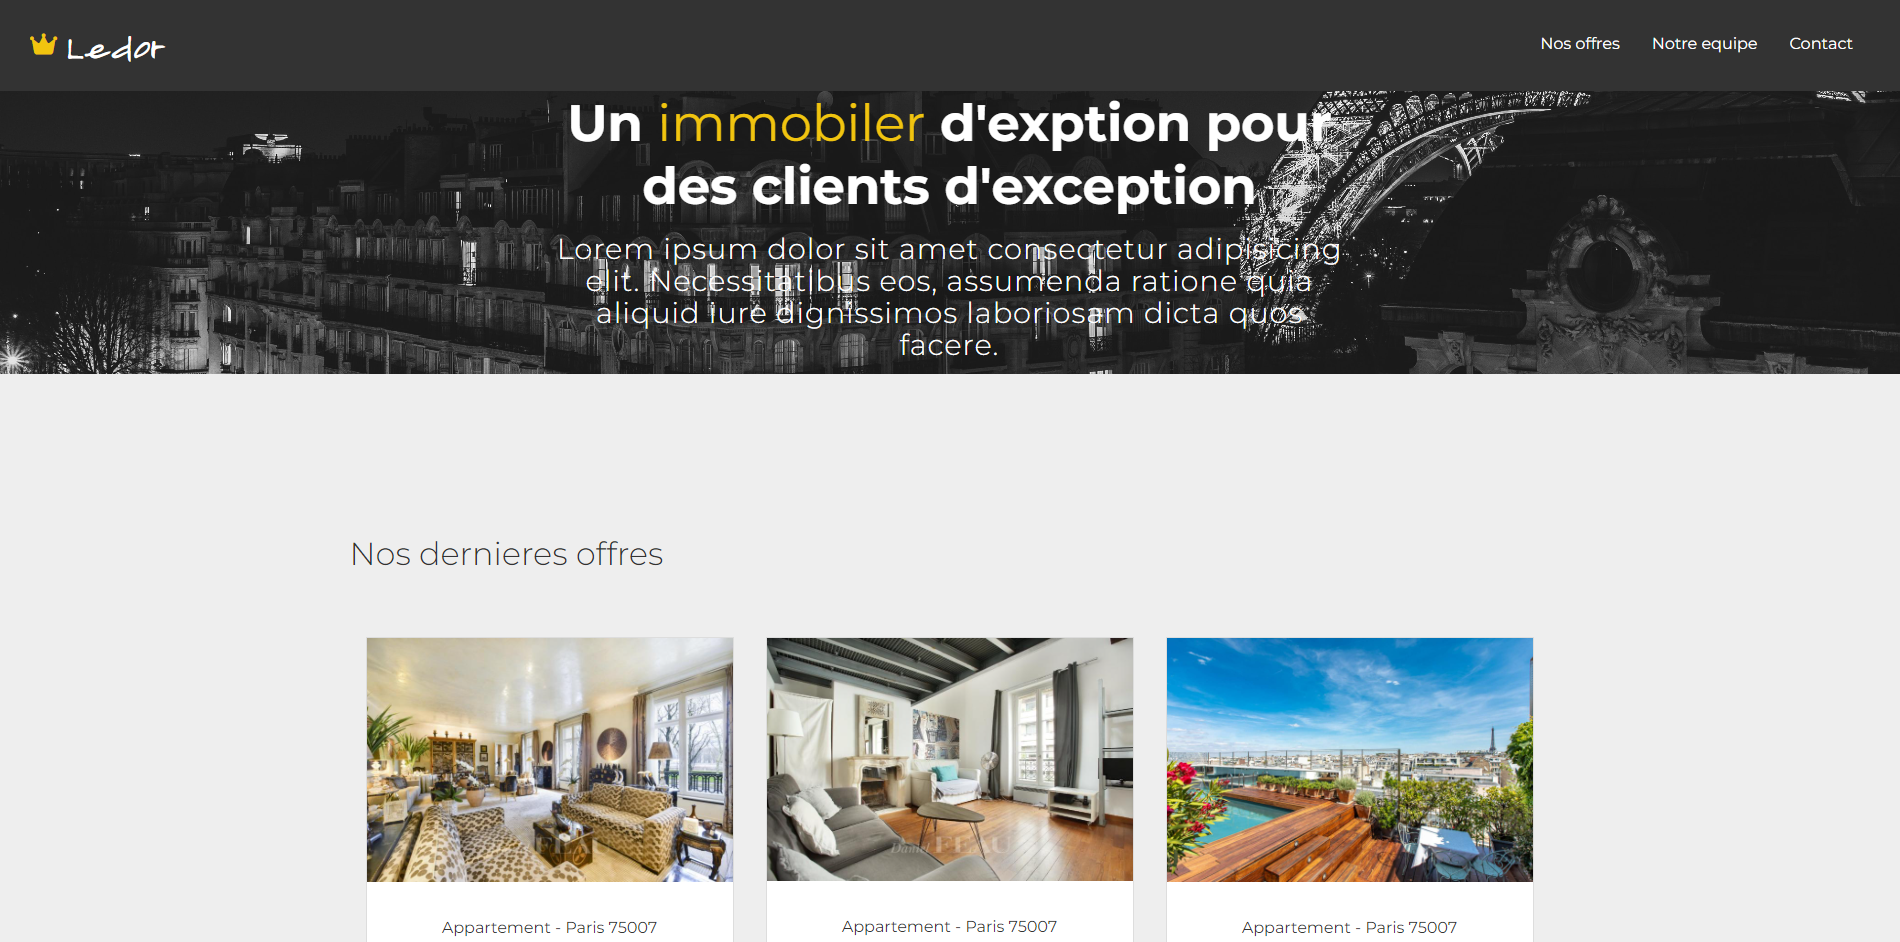 Ledor
Nos offres
Notre equipe
Contact
Un immobiler d'exption pour
des clients d'exception
Lorem ipsum dolor sit amet consectetur adipisicing
elit. Necessitatibus eos, assumenda ratione quia
aliquid iure dignissimos laboriosam dicta quos
facere.
Nos dernieres offres
Daniel FEAU
Appartement - Paris 75007
Appartement - Paris 75007
Appartement - Paris 75007